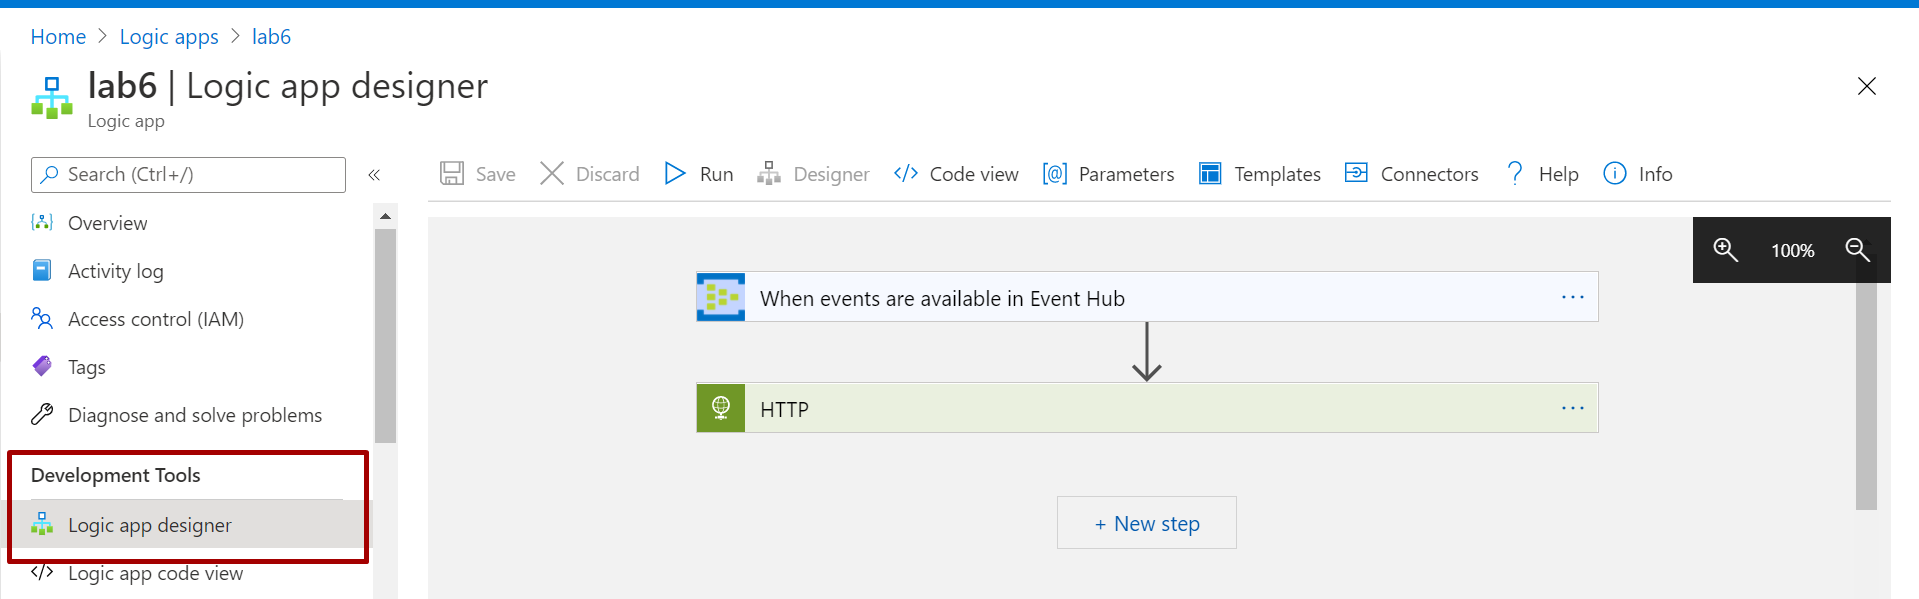 Home > Logic apps > lab6
lab6 | Logic app designer
Logic app
Search (Ctrl+/)
«
Save
Discard
Run
Designer
</> Code view
[@] Parameters
Templates
Connectors
? Help
Info
Overview
Activity log
Access control (IAM)
Tags
Diagnose and solve problems
Development Tools
Logic app designer
</> Logic app code view
100%
When events are available in Event Hub ...
HTTP ...
+ New step